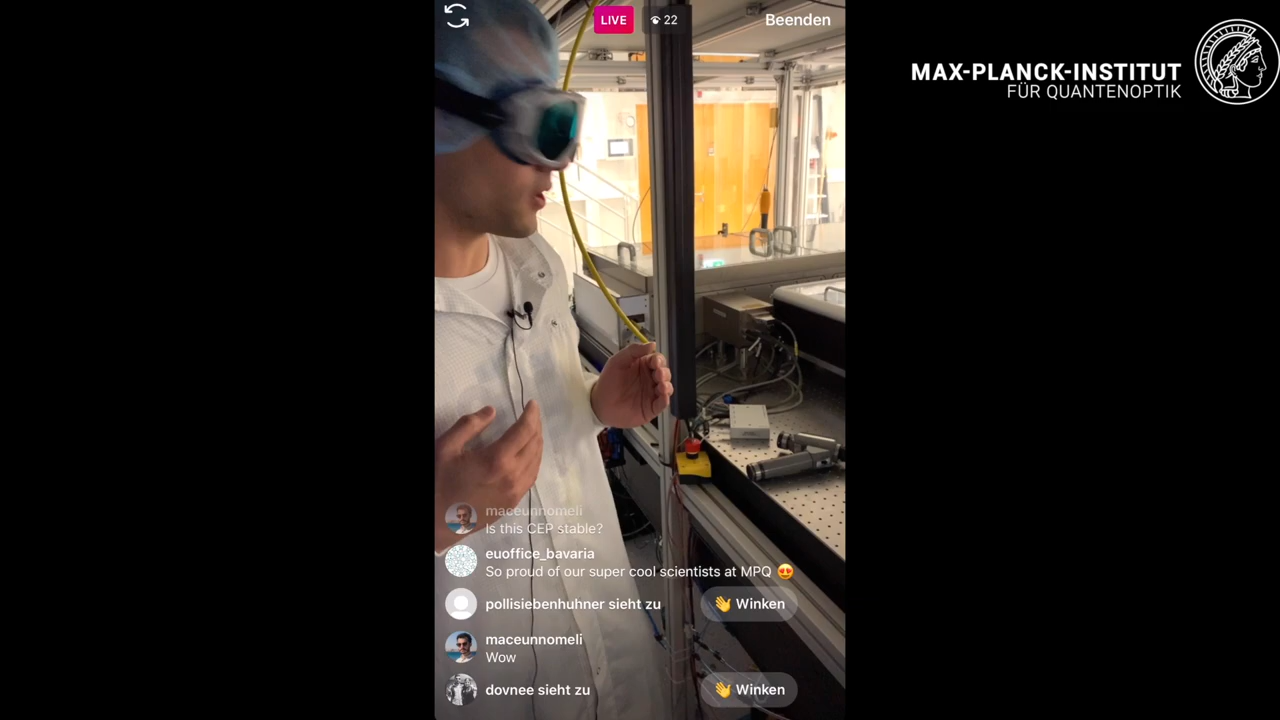 LIVE
22
Beenden
MAX-PLANCK-INSTITUT
FÜR QUANTENOPTIK
maceunnomeli
Is this CEP stable?
euoffice_bavaria
So proud of our super cool scientists at MPQ 😍
pollisiebenhuhner sieht zu
👋 Winken
maceunnomeli
Wow
dovnee sieht zu
👋 Winken